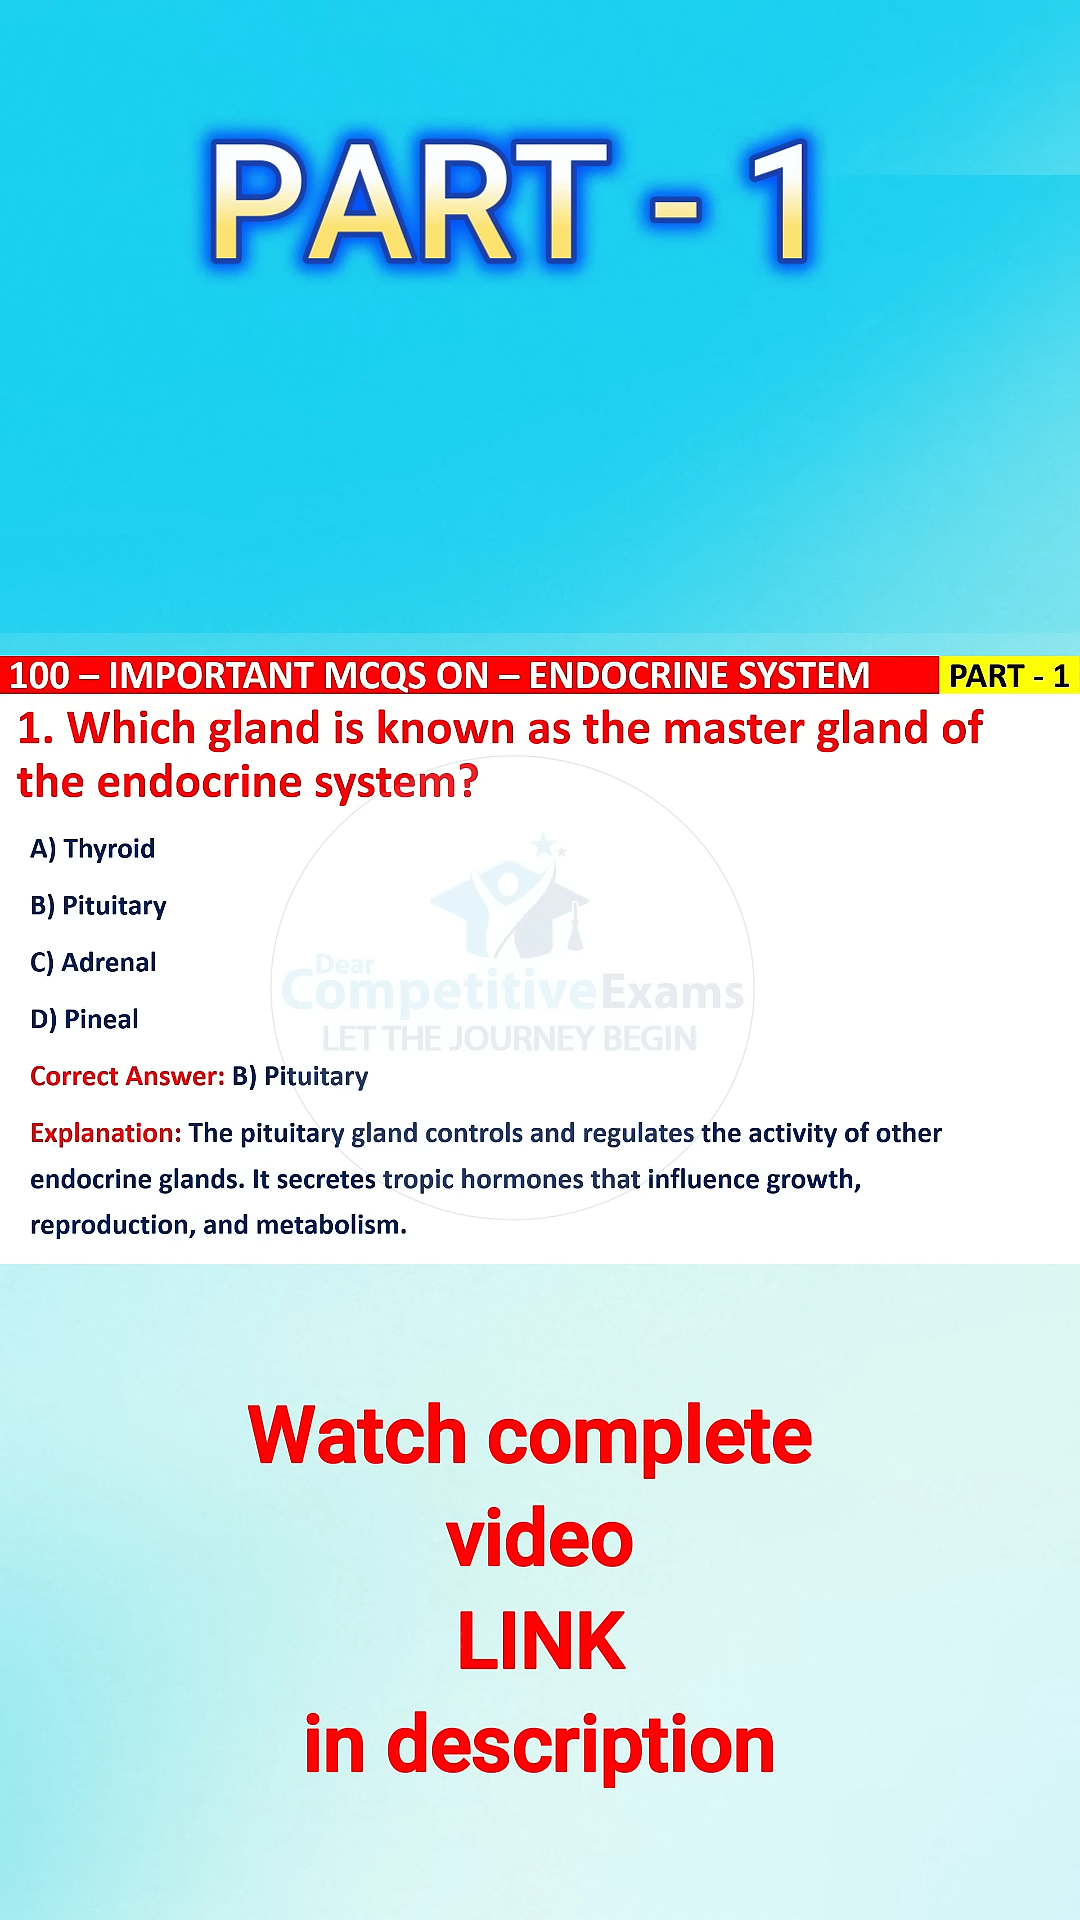 PART - 1
100 – IMPORTANT MCQS ON – ENDOCRINE SYSTEM
PART - 1
1. Which gland is known as the master gland of
the endocrine system?
A) Thyroid
B) Pituitary
C) Adrenal
D) Pineal
Dear
CompetitiveExams
LET THE JOURNEY BEGIN
Correct Answer: B) Pituitary
Explanation: The pituitary gland controls and regulates the activity of other
endocrine glands. It secretes tropic hormones that influence growth,
reproduction, and metabolism.
Watch complete
video
LINK
in description